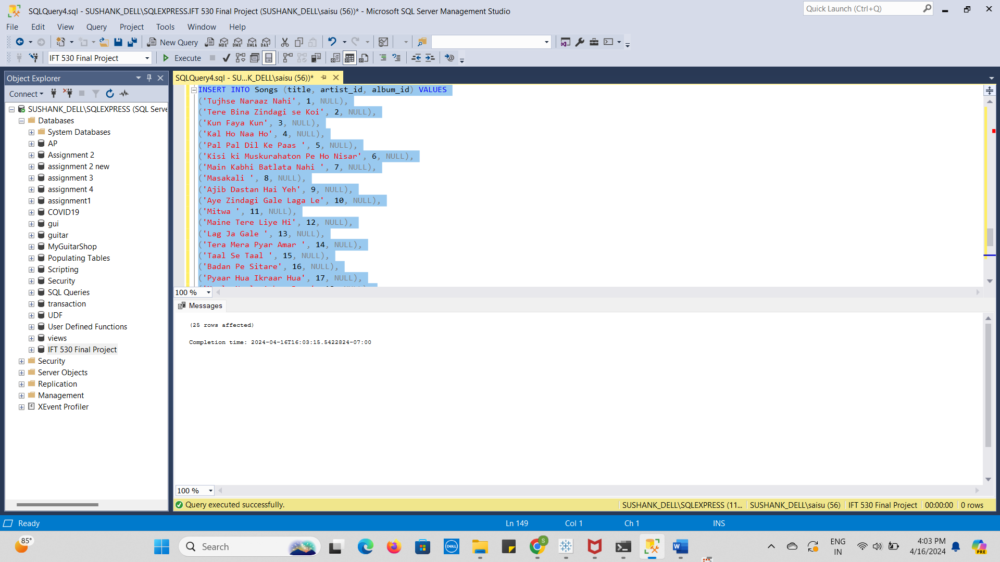 SQLQuery4.sql - SUSHANK_DELL\SQLEXPRESS.IFT 530 Final Project (SUSHANK_DELL\saisu (56))* - Microsoft SQL Server Management Studio
Quick Launch (Ctrl+Q)
File Edit View Query Project Tools Window Help
New Query MDX DMX XMLA DAX
IFT 530 Final Project Execute
Object Explorer
Connect
SUSHANK_DELL\SQLEXPRESS (SQL Serve
Databases
System Databases
AP
Assignment 2
assignment 2 new
assignment 3
assignment 4
assignment1
COVID19
gui
guitar
MyGuitarShop
Populating Tables
Scripting
Security
SQL Queries
transaction
UDF
User Defined Functions
views
IFT 530 Final Project
Security
Server Objects
Replication
Management
XEvent Profiler
SQLQuery4.sql - SU...K_DELL\saisu (56))*
INSERT INTO Songs (title, artist_id, album_id) VALUES
('Tujhse Naraaz Nahi', 1, NULL),
('Tere Bina Zindagi se Koi', 2, NULL),
('Kun Faya Kun', 3, NULL),
('Kal Ho Naa Ho', 4, NULL),
('Pal Pal Dil Ke Paas ', 5, NULL),
('Kisi ki Muskurahaton Pe Ho Nisar', 6, NULL),
('Main Kabhi Batlata Nahi ', 7, NULL),
('Masakali ', 8, NULL),
('Ajib Dastan Hai Yeh', 9, NULL),
('Aye Zindagi Gale Laga Le', 10, NULL),
('Mitwa ', 11, NULL),
('Maine Tere Liye Hi', 12, NULL),
('Lag Ja Gale ', 13, NULL),
('Tera Mera Pyar Amar ', 14, NULL),
('Taal Se Taal ', 15, NULL),
('Badan Pe Sitare', 16, NULL),
('Pyaar Hua Ikraar Hua', 17, NULL),
100 %
Messages
(25 rows affected)
Completion time: 2024-04-16T16:03:15.5422824-07:00
100 %
Query executed successfully. SUSHANK_DELL\SQLEXPRESS (11... SUSHANK_DELL\saisu (56) IFT 530 Final Project 00:00:00 0 rows
Ready Ln 149 Col 1 Ch 1 INS
85°
Search
DELL
S
ENG
IN
4:03 PM
4/16/2024
PRE